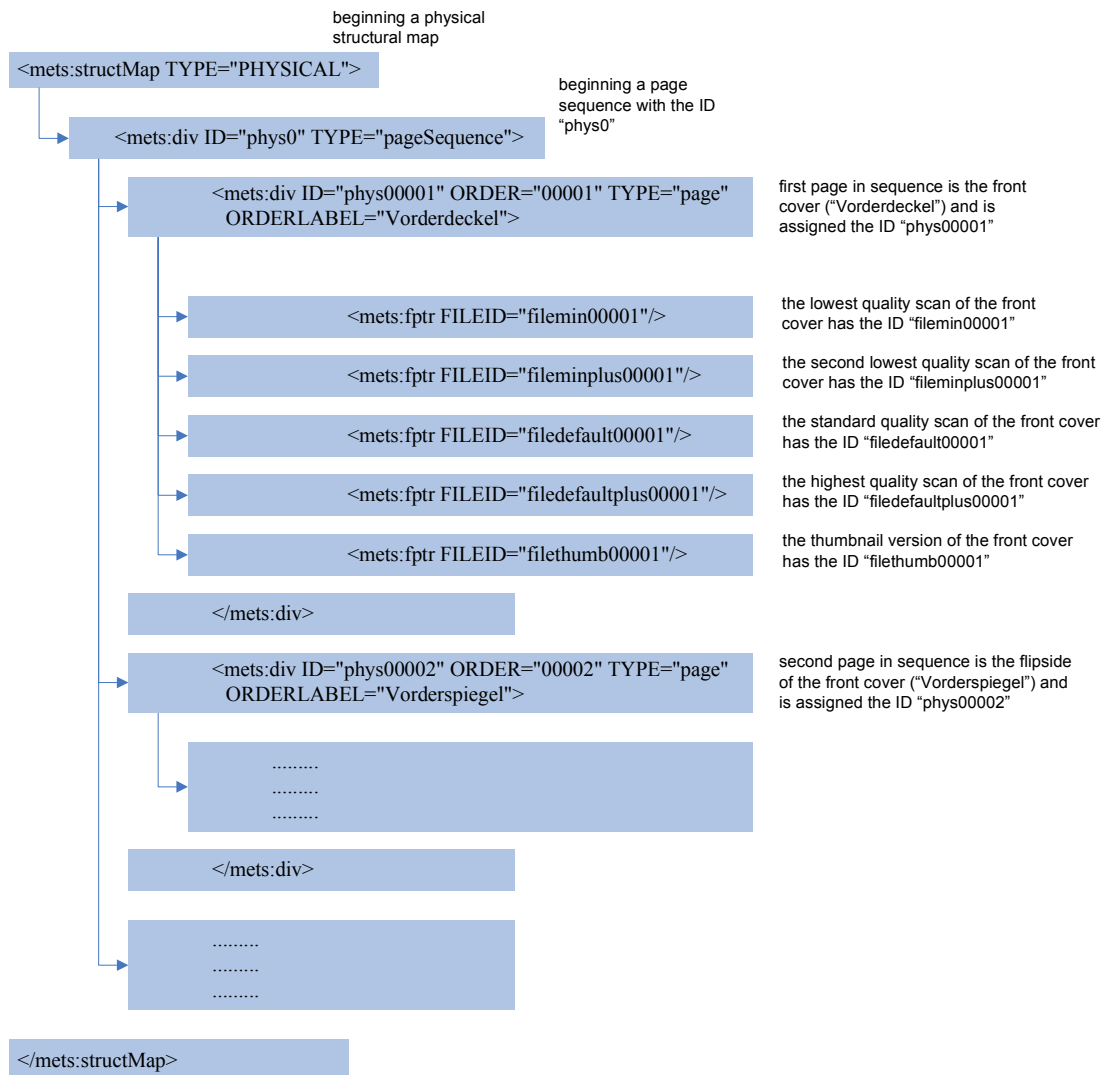 beginning a physical
structural map
<mets:structMap TYPE="PHYSICAL">
beginning a page
sequence with the ID
“phys0”
<mets:div ID="phys0" TYPE="pageSequence">
<mets:div ID="phys00001" ORDER="00001" TYPE="page"
ORDERLABEL="Vorderdeckel">
first page in sequence is the front
cover (“Vorderdeckel”) and is
assigned the ID “phys00001”
<mets:fptr FILEID="filemin00001"/>
the lowest quality scan of the front
cover has the ID “filemin00001”
<mets:fptr FILEID="fileminplus00001"/>
the second lowest quality scan of the front
cover has the ID “fileminplus00001”
<mets:fptr FILEID="filedefault00001"/>
the standard quality scan of the front cover
has the ID “filedefault00001”
<mets:fptr FILEID="filedefaultplus00001"/>
the highest quality scan of the front cover
has the ID “filedefaultplus00001”
<mets:fptr FILEID="filethumb00001"/>
the thumbnail version of the front cover
has the ID “filethumb00001”
</mets:div>
<mets:div ID="phys00002" ORDER="00002" TYPE="page"
ORDERLABEL="Vorderspiegel">
second page in sequence is the flipside
of the front cover (“Vorderspiegel”) and
is assigned the ID “phys00002”
.........
.........
.........
</mets:div>
.........
.........
.........
</mets:structMap>